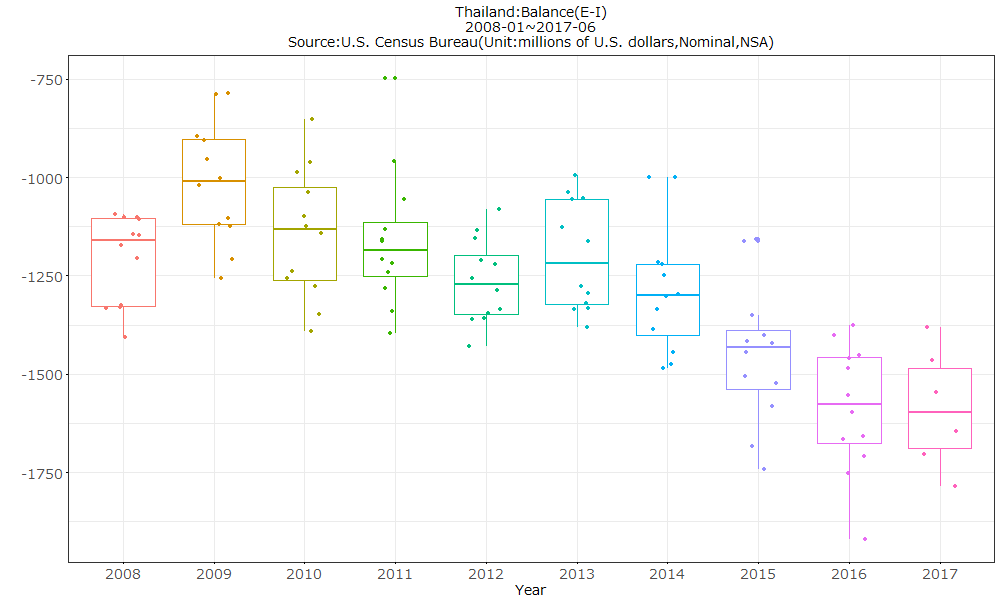 Thailand:Balance(E-I)
2008-01~2017-06
Source:U.S. Census Bureau(Unit:millions of U.S. dollars,Nominal,NSA)
-750
-1000
-1250
-1500
-1750
2008 2009 2010 2011 2012 2013 2014 2015 2016 2017
Year